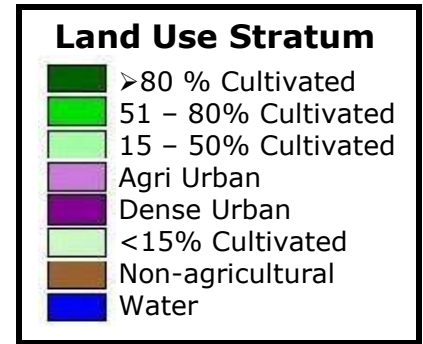 Land Use Stratum
➢80 % Cultivated
51 – 80% Cultivated
15 – 50% Cultivated
Agri Urban
Dense Urban
<15% Cultivated
Non-agricultural
Water